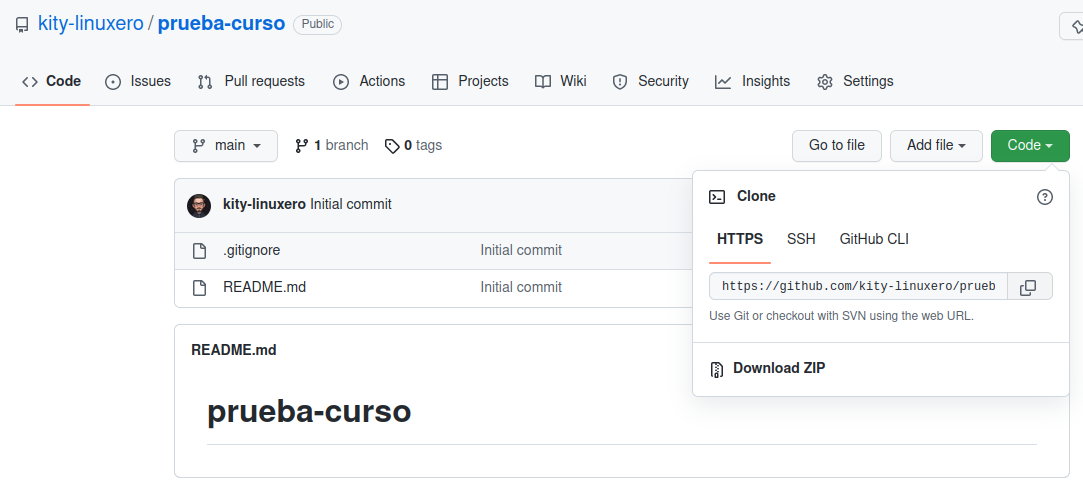 kity-linuxero / prueba-curso Public
Code Issues Pull requests Actions Projects Wiki Security Insights Settings
main 1 branch 0 tags Go to file Add file Code
kity-linuxero Initial commit
.gitignore Initial commit
README.md Initial commit
README.md
prueba-curso
Clone
HTTPS SSH GitHub CLI
https://github.com/kity-linuxero/prueb
Use Git or checkout with SVN using the web URL.
Download ZIP